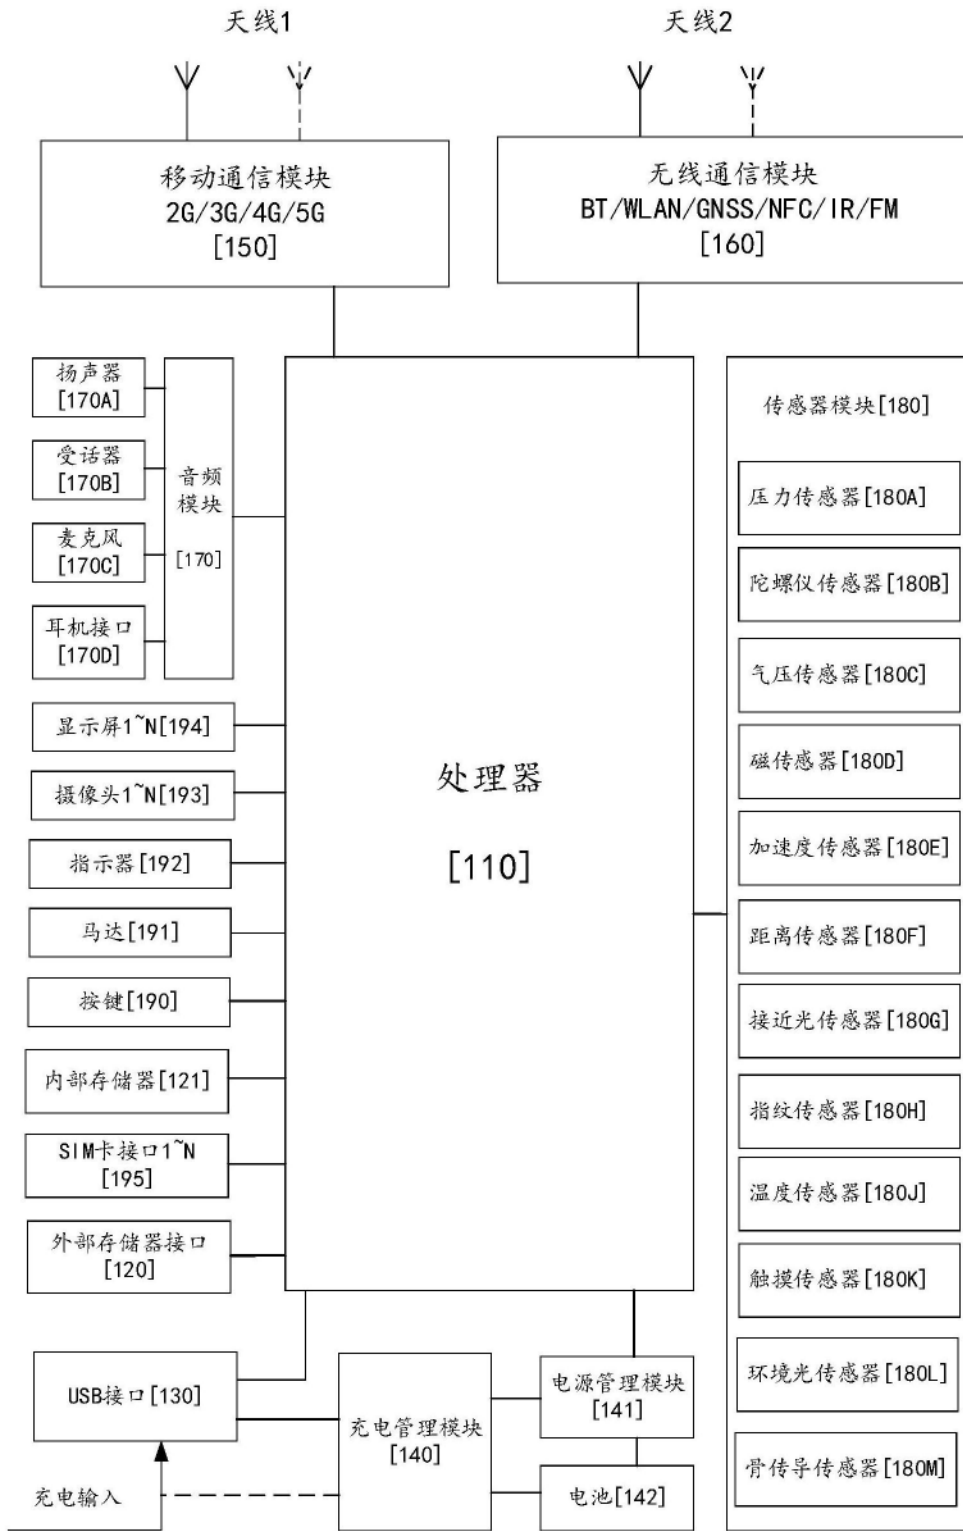 天线1
天线2
移动通信模块
2G/3G/4G/5G
[150]
无线通信模块
BT/WLAN/GNSS/NFC/IR/FM
[160]
扬声器
[170A]
受话器
[170B]
麦克风
[170C]
耳机接口
[170D]
音频
模块
[170]
显示屏1~N[194]
摄像头1~N[193]
指示器[192]
马达[191]
按键[190]
内部存储器[121]
SIM卡接口1~N
[195]
外部存储器接口
[120]
处理器
[110]
传感器模块[180]
压力传感器[180A]
陀螺仪传感器[180B]
气压传感器[180C]
磁传感器[180D]
加速度传感器[180E]
距离传感器[180F]
接近光传感器[180G]
指纹传感器[180H]
温度传感器[180J]
触摸传感器[180K]
环境光传感器[180L]
骨传导传感器[180M]
USB接口[130]
充电输入
充电管理模块
[140]
电源管理模块
[141]
电池[142]